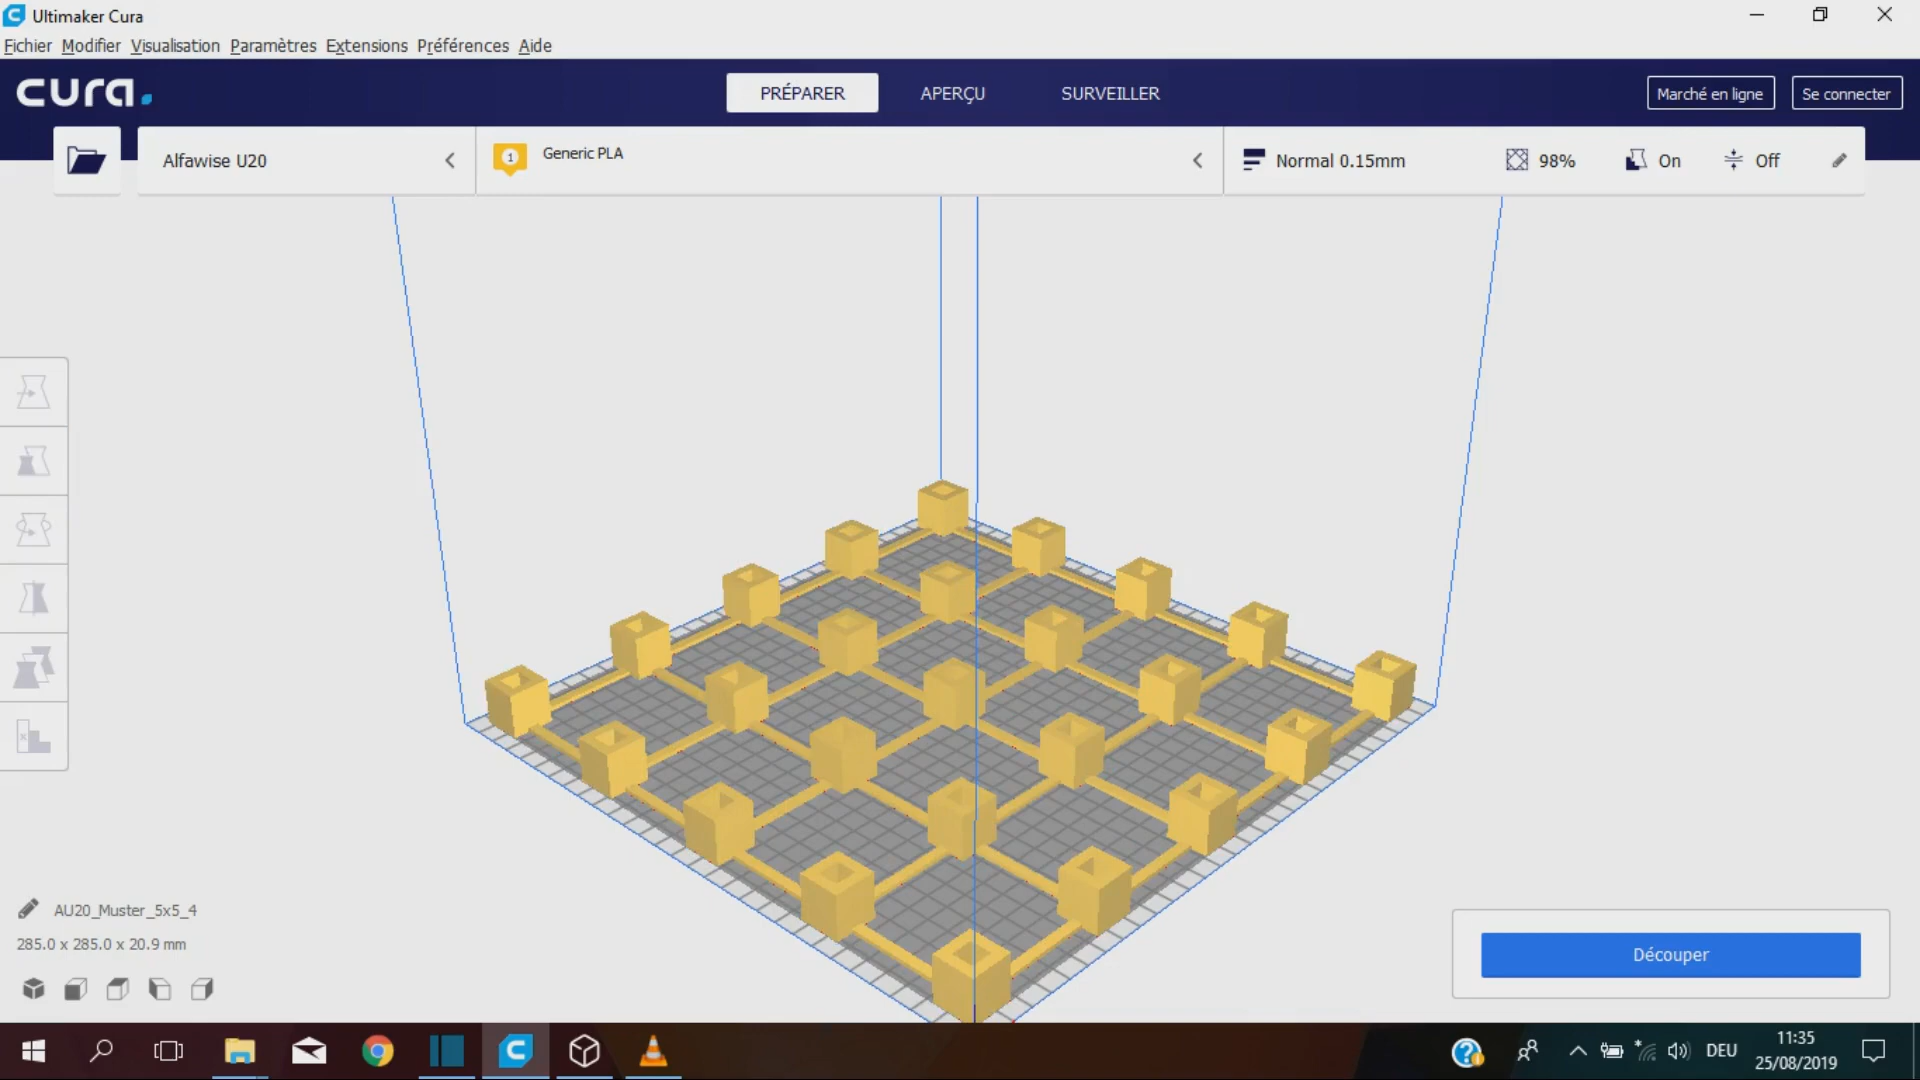 Ultimaker Cura
Fichier Modifier Visualisation Paramètres Extensions Préférences Aide
cura.
PRÉPARER
APERÇU
SURVEILLER
Marché en ligne
Se connecter
Alfawise U20
1
Generic PLA
Normal 0.15mm
98%
On
Off
AU20_Muster_5x5_4
285.0 x 285.0 x 20.9 mm
Découper
DEU
11:35
25/08/2019